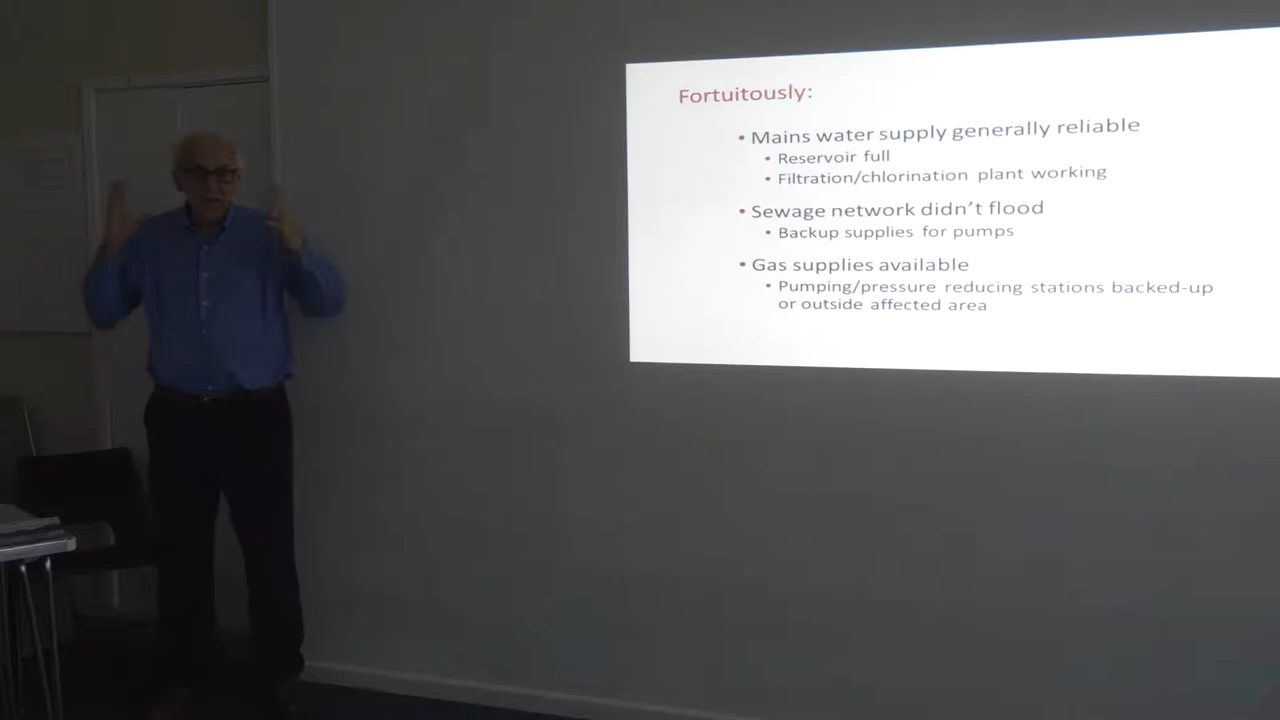 Fortuitously:
• Mains water supply generally reliable
• Reservoir full
• Filtration/chlorination plant working
• Sewage network didn't flood
• Backup supplies for pumps
• Gas supplies available
• Pumping/pressure reducing stations backed-up
or outside affected area